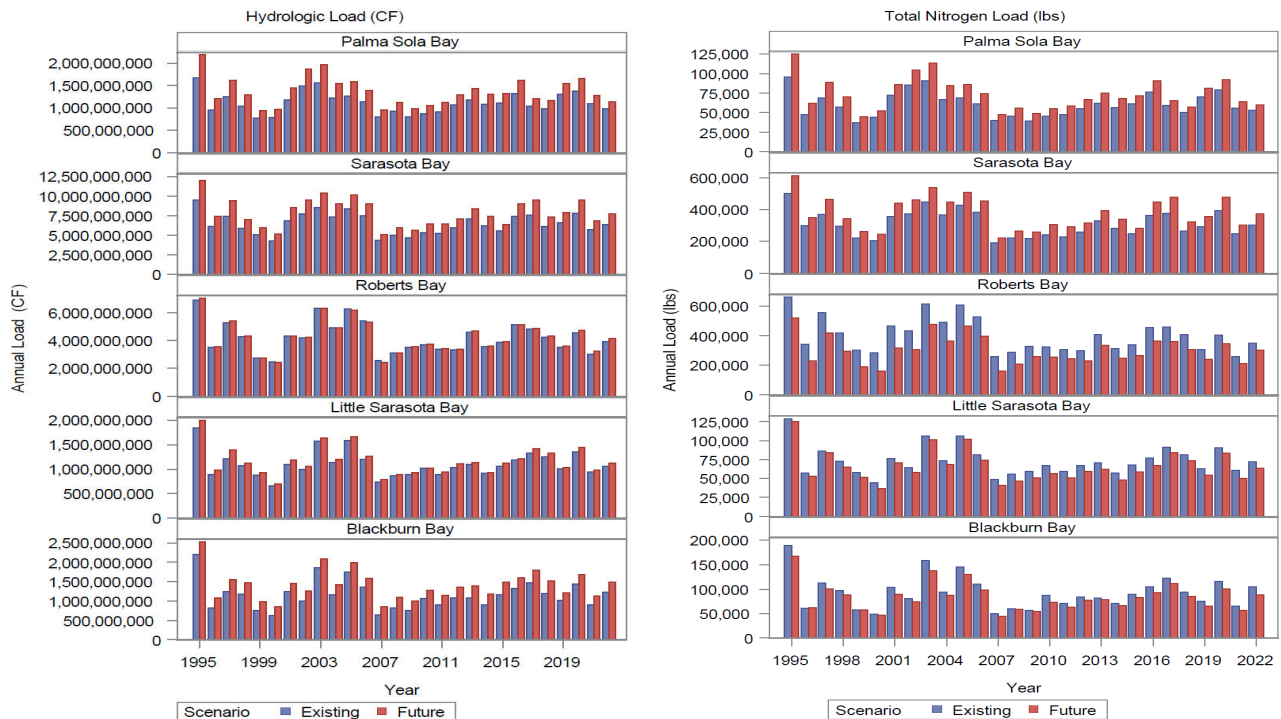 Hydrologic Load (CF)
Palma Sola Bay
2,000,000,000
1,500,000,000
1,000,000,000
500,000,000
0
Sarasota Bay
12,500,000,000
10,000,000,000
7,500,000,000
5,000,000,000
2,500,000,000
0
Roberts Bay
6,000,000,000
4,000,000,000
2,000,000,000
0
Little Sarasota Bay
2,000,000,000
1,500,000,000
1,000,000,000
500,000,000
0
Blackburn Bay
2,500,000,000
2,000,000,000
1,500,000,000
1,000,000,000
500,000,000
0
Annual Load (CF)
1995 1999 2003 2007 2011 2015 2019
Year
Scenario Existing Future
Total Nitrogen Load (lbs)
Palma Sola Bay
125,000
100,000
75,000
50,000
25,000
0
Sarasota Bay
600,000
400,000
200,000
0
Roberts Bay
600,000
400,000
200,000
0
Little Sarasota Bay
125,000
100,000
75,000
50,000
25,000
0
Blackburn Bay
200,000
150,000
100,000
50,000
0
Annual Load (lbs)
1995 1998 2001 2004 2007 2010 2013 2016 2019 2022
Year
Scenario Existing Future